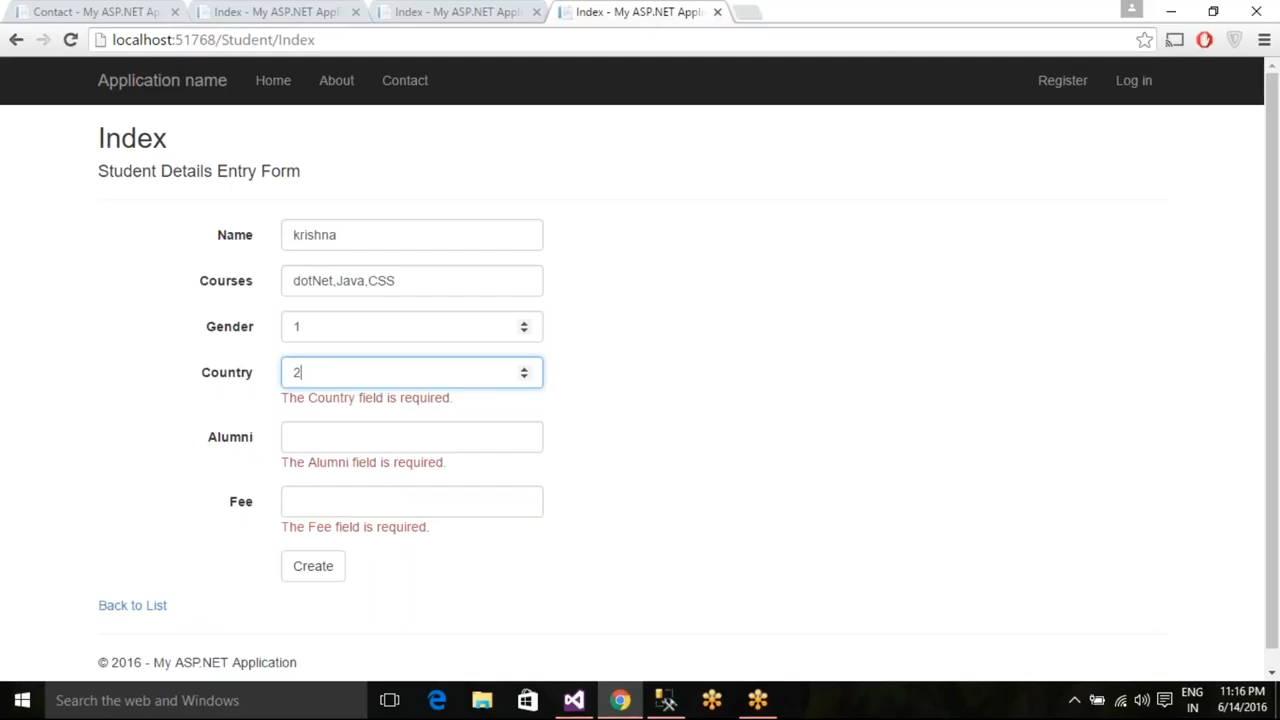 Contact - My ASP.NET Ap
Index - My ASP.NET Appli
Index - My ASP.NET Appli
Index - My ASP.NET Appli
localhost:51768/Student/Index
Application name Home About Contact Register Log in
Index
Student Details Entry Form
Name krishna
Courses dotNet,Java,CSS
Gender 1
Country 2
The Country field is required.
Alumni
The Alumni field is required.
Fee
The Fee field is required.
Create
Back to List
© 2016 - My ASP.NET Application
Search the web and Windows
ENG
IN
11:16 PM
6/14/2016